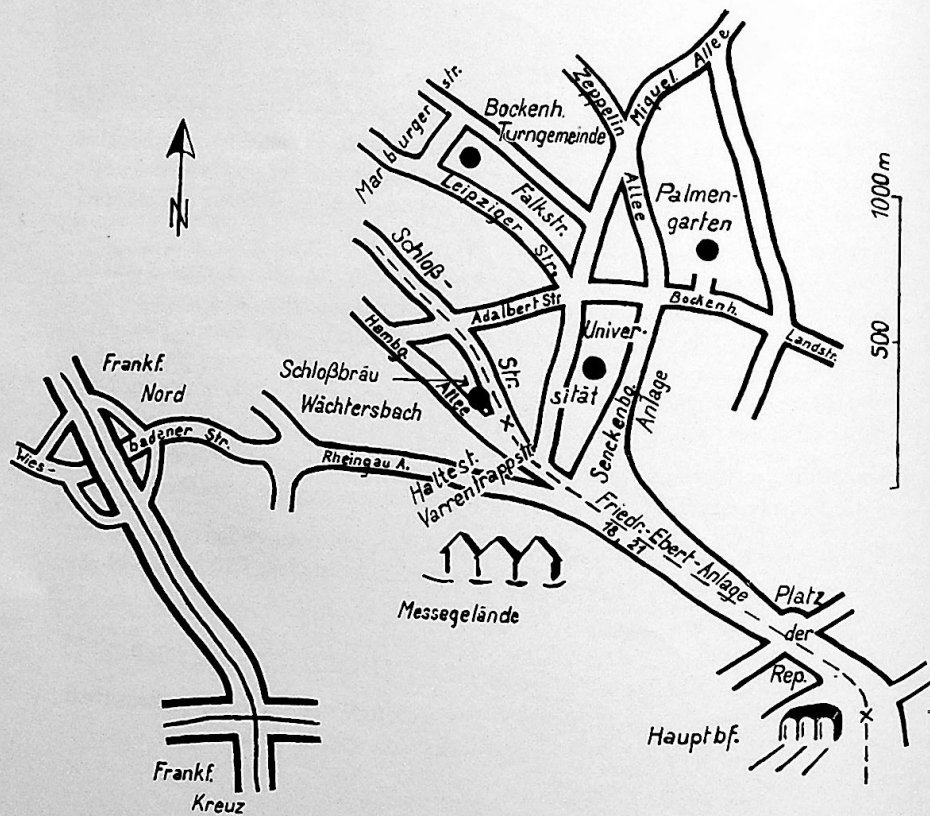 Zeppelin
Miquel. Allee
Allee
Marburger str.
Bockenh.
Turngemeinde
Falkstr.
Leipziger Str.
Palmen-
garten
1000 m
500
N
Schloß-
Str.
Adalbert Str
Bockenh.
Landstr.
Hambg.
Allee
Univer-
sität
Senckenbg.
Anlage
Schloßbräu
Wächtersbach
Frankf.
Nord
Wies-
badener Str.
Rheingau A.
Haltest.
Varrentrappstr.
Friedr.-Ebert-Anlage
18, 21
Messegelände
Platz
der
Rep.
Hauptbf.
Frankf.
Kreuz